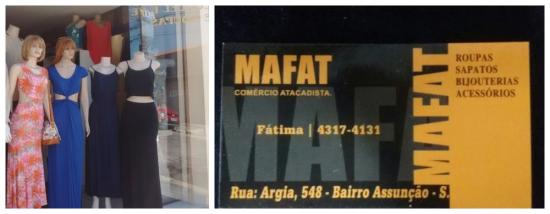 MAFAT
COMÉRCIO ATACADISTA.
Fátima | 4317-4131
Rua: Argia, 548 - Bairro Assunção - S.
MAFAT
MAFAT
ROUPAS
SAPATOS
BIJOUTERIAS
ACESSÓRIOS